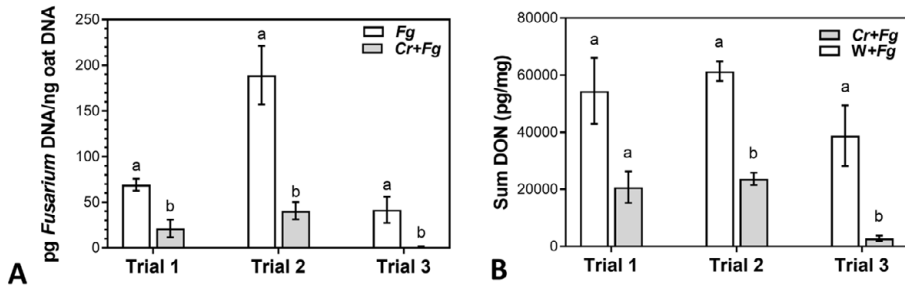 pg Fusarium DNA/ng oat DNA
250
200
150
100
50
0
Fg
Cr+Fg
a
b
a
b
a
b
Trial 1
Trial 2
Trial 3
A
Sum DON (pg/mg)
80000
60000
40000
20000
0
Cr+Fg
W+Fg
a
a
a
b
a
b
Trial 1
Trial 2
Trial 3
B